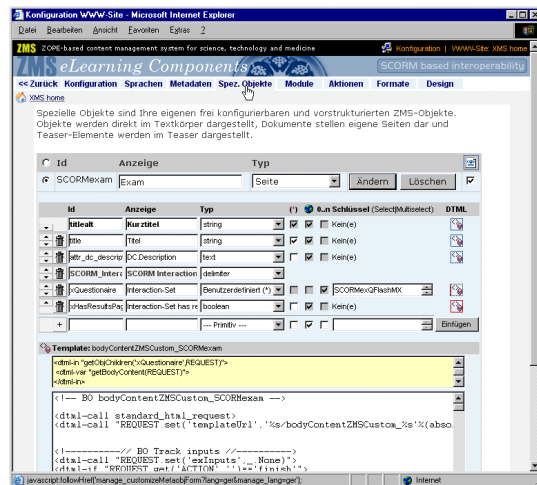 Konfiguration WWW-Site - Microsoft Internet Explorer
Datei Bearbeiten Ansicht Favoriten Extras ?
ZMS ZOPE-based content management system for science, technology and medicine Konfiguration | WWW-Site: XMS home
ZMS eLearning Components SCORM based interoperability
<< Zurück Konfiguration Sprachen Metadaten Spez. Objekte Module Aktionen Formate Design
XMS home
Spezielle Objekte sind Ihre eigenen frei konfigurierbaren und vorstrukturierten ZMS-Objekte.
Objekte werden direkt im Textkörper dargestellt, Dokumente stellen eigene Seiten dar und
Teaser-Elemente werden im Teaser dargestellt.
Id Anzeige Typ
SCORMexam Exam Seite Ändern Löschen
Id Anzeige Typ (*) 0..n Schlüssel (Select|Multiselect) DTML
titlealt Kurztitel string Kein(e)
title Titel string Kein(e)
attr_dc_descrip DC.Description text Kein(e)
SCORM_Intera SCORM Interaction delimiter
xQuestionaire Interaction-Set Benutzerdefiniert (*) SCORMexQFlashMX
xHasResultsPag Interaction-Set has re boolean Kein(e)
+ --- Primitiv --- Einfügen
Template: bodyContentZMSCustom_SCORMexam
<dtml-in "getObjChildren('xQuestionaire',REQUEST)">
<dtml-var "getBodyContent(REQUEST)">
</dtml-in>
<!-- BO bodyContentZMSCustom_SCORMexam -->
<dtml-call standard_html_request>
<dtml-call "REQUEST.set('templateUrl','%s/bodyContentZMSCustom_%s'%(abso
<!----------// BO Track inputs //---------->
<dtml-call "REQUEST.set('exInputs',_.None)">
<dtml-if "REQUEST.get('ACTION','')=='finish'">
javascript:followHref('manage_customizeMetaobjForm?lang=ger&manage_lang=ger'); Internet